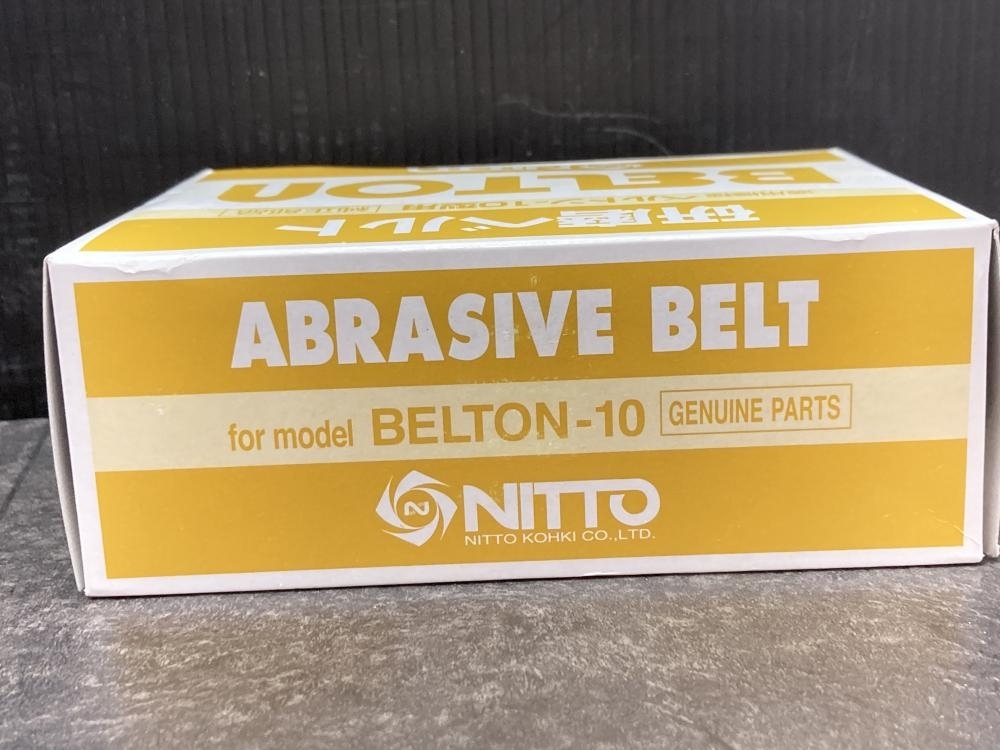 BELTON
研磨ベルト
ABRASIVE BELT
for model BELTON-10 GENUINE PARTS
N NITTO
NITTO KOHKI CO.,LTD.